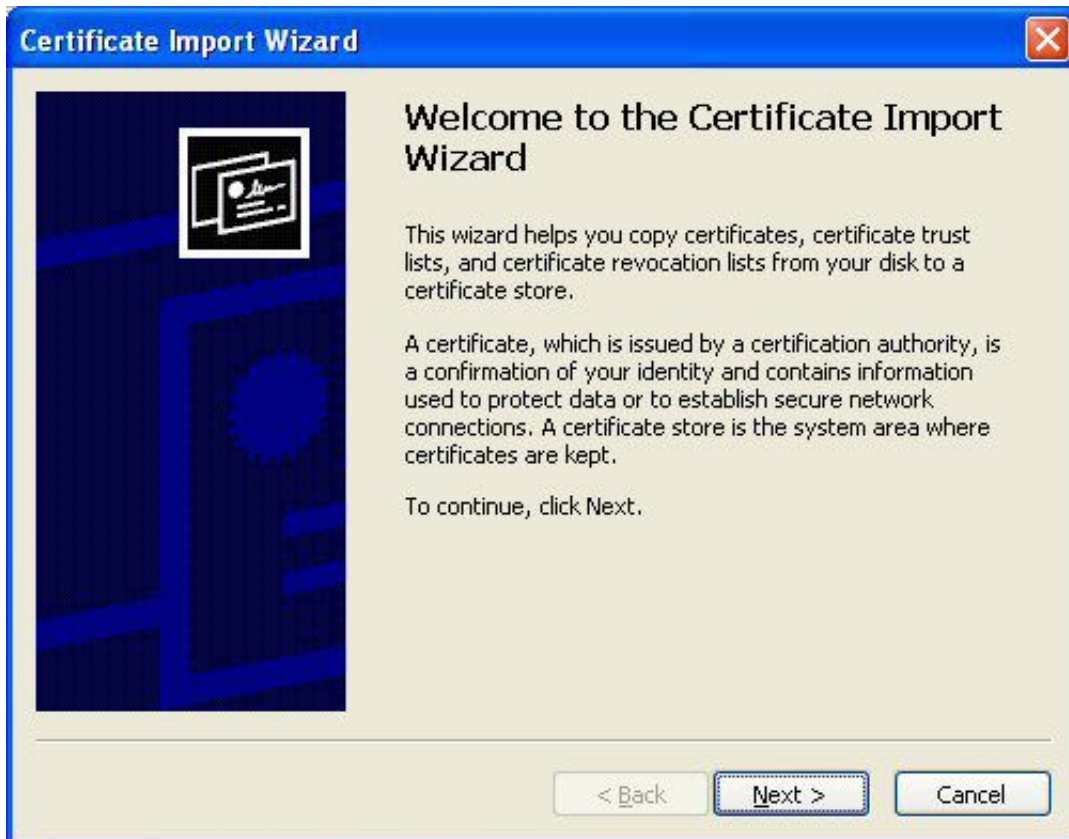 Certificate Import Wizard
Welcome to the Certificate Import
Wizard
This wizard helps you copy certificates, certificate trust
lists, and certificate revocation lists from your disk to a
certificate store.
A certificate, which is issued by a certification authority, is
a confirmation of your identity and contains information
used to protect data or to establish secure network
connections. A certificate store is the system area where
certificates are kept.
To continue, click Next.
< Back
Next >
Cancel